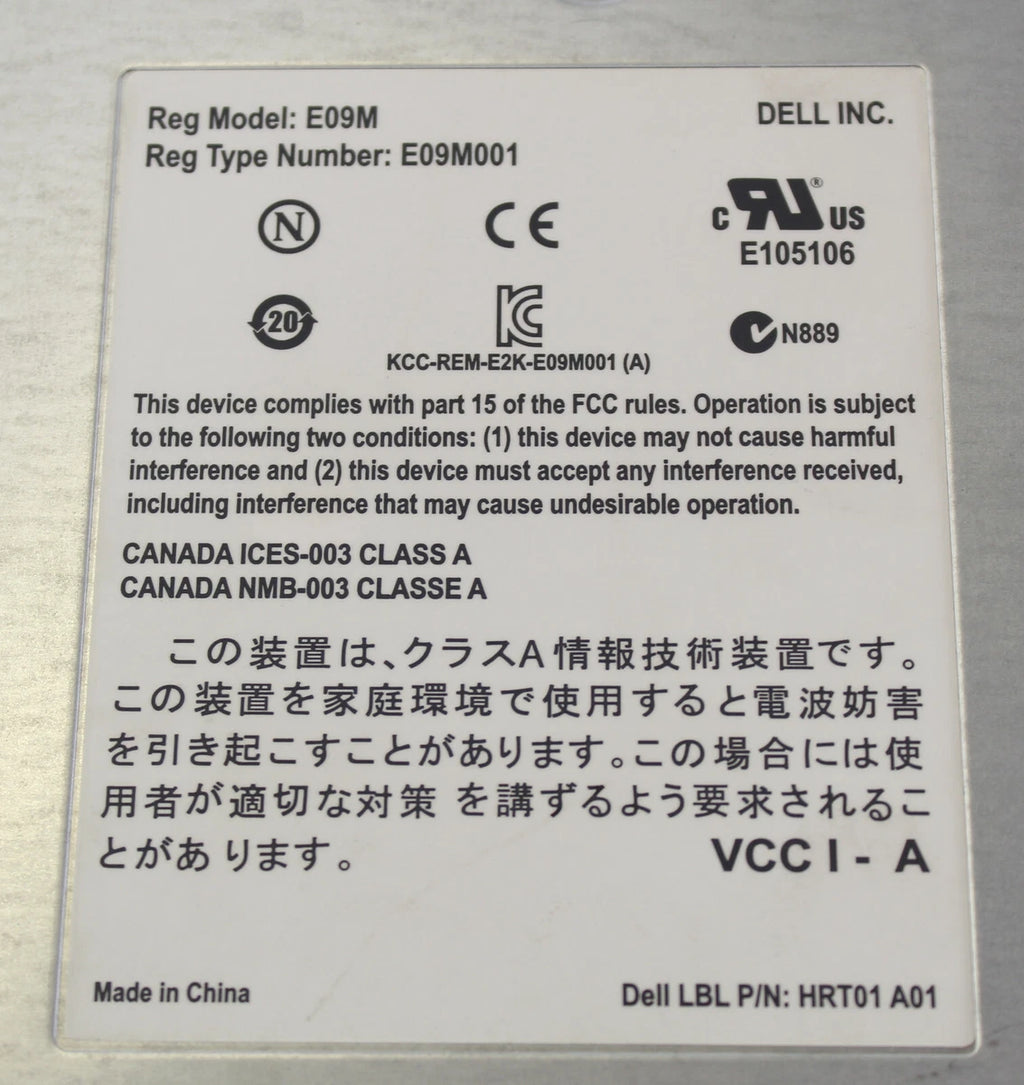 Reg Model: E09M
DELL INC.
Reg Type Number: E09M001
N
CE
c RU® US
E105106
20
KC
N889
KCC-REM-E2K-E09M001 (A)
This device complies with part 15 of the FCC rules. Operation is subject
to the following two conditions: (1) this device may not cause harmful
interference and (2) this device must accept any interference received,
including interference that may cause undesirable operation.
CANADA ICES-003 CLASS A
CANADA NMB-003 CLASSE A
この装置は、クラスA情報技術装置です。
この装置を家庭環境で使用すると電波妨害
を引き起こすことがあります。この場合には使
用者が適切な対策 を講ずるよう要求されるこ
とがあ ります。
VCC I - A
Made in China
Dell LBL P/N: HRT01 A01